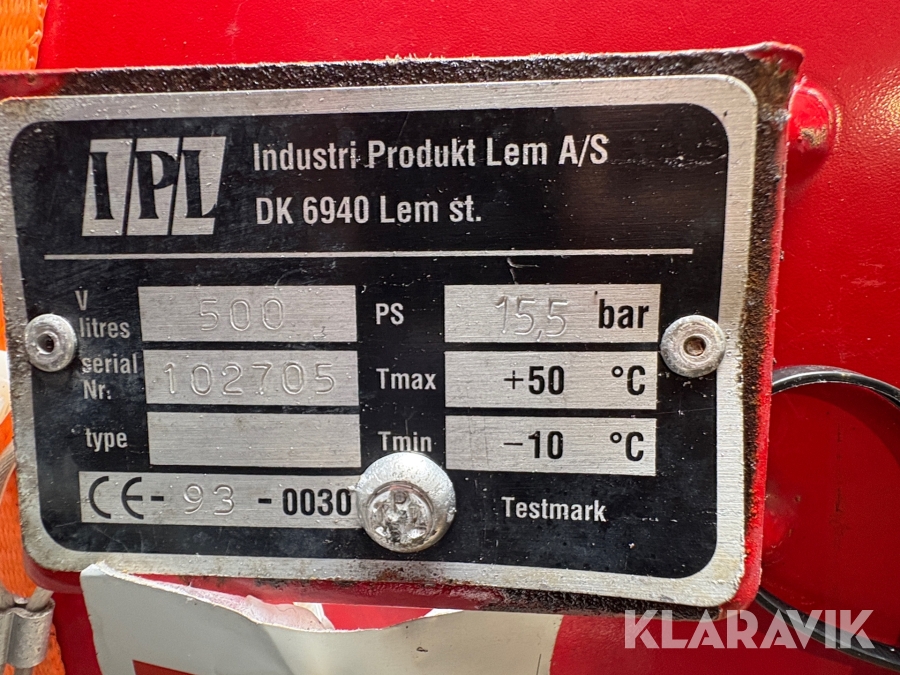 IPL
Industri Produkt Lem A/S
DK 6940 Lem st.
V litres 500 PS 15,5 bar
serial Nr: 102705 Tmax +50 °C
type Tmin -10 °C
CE - 93 - 0030 Testmark
KLARAVIK